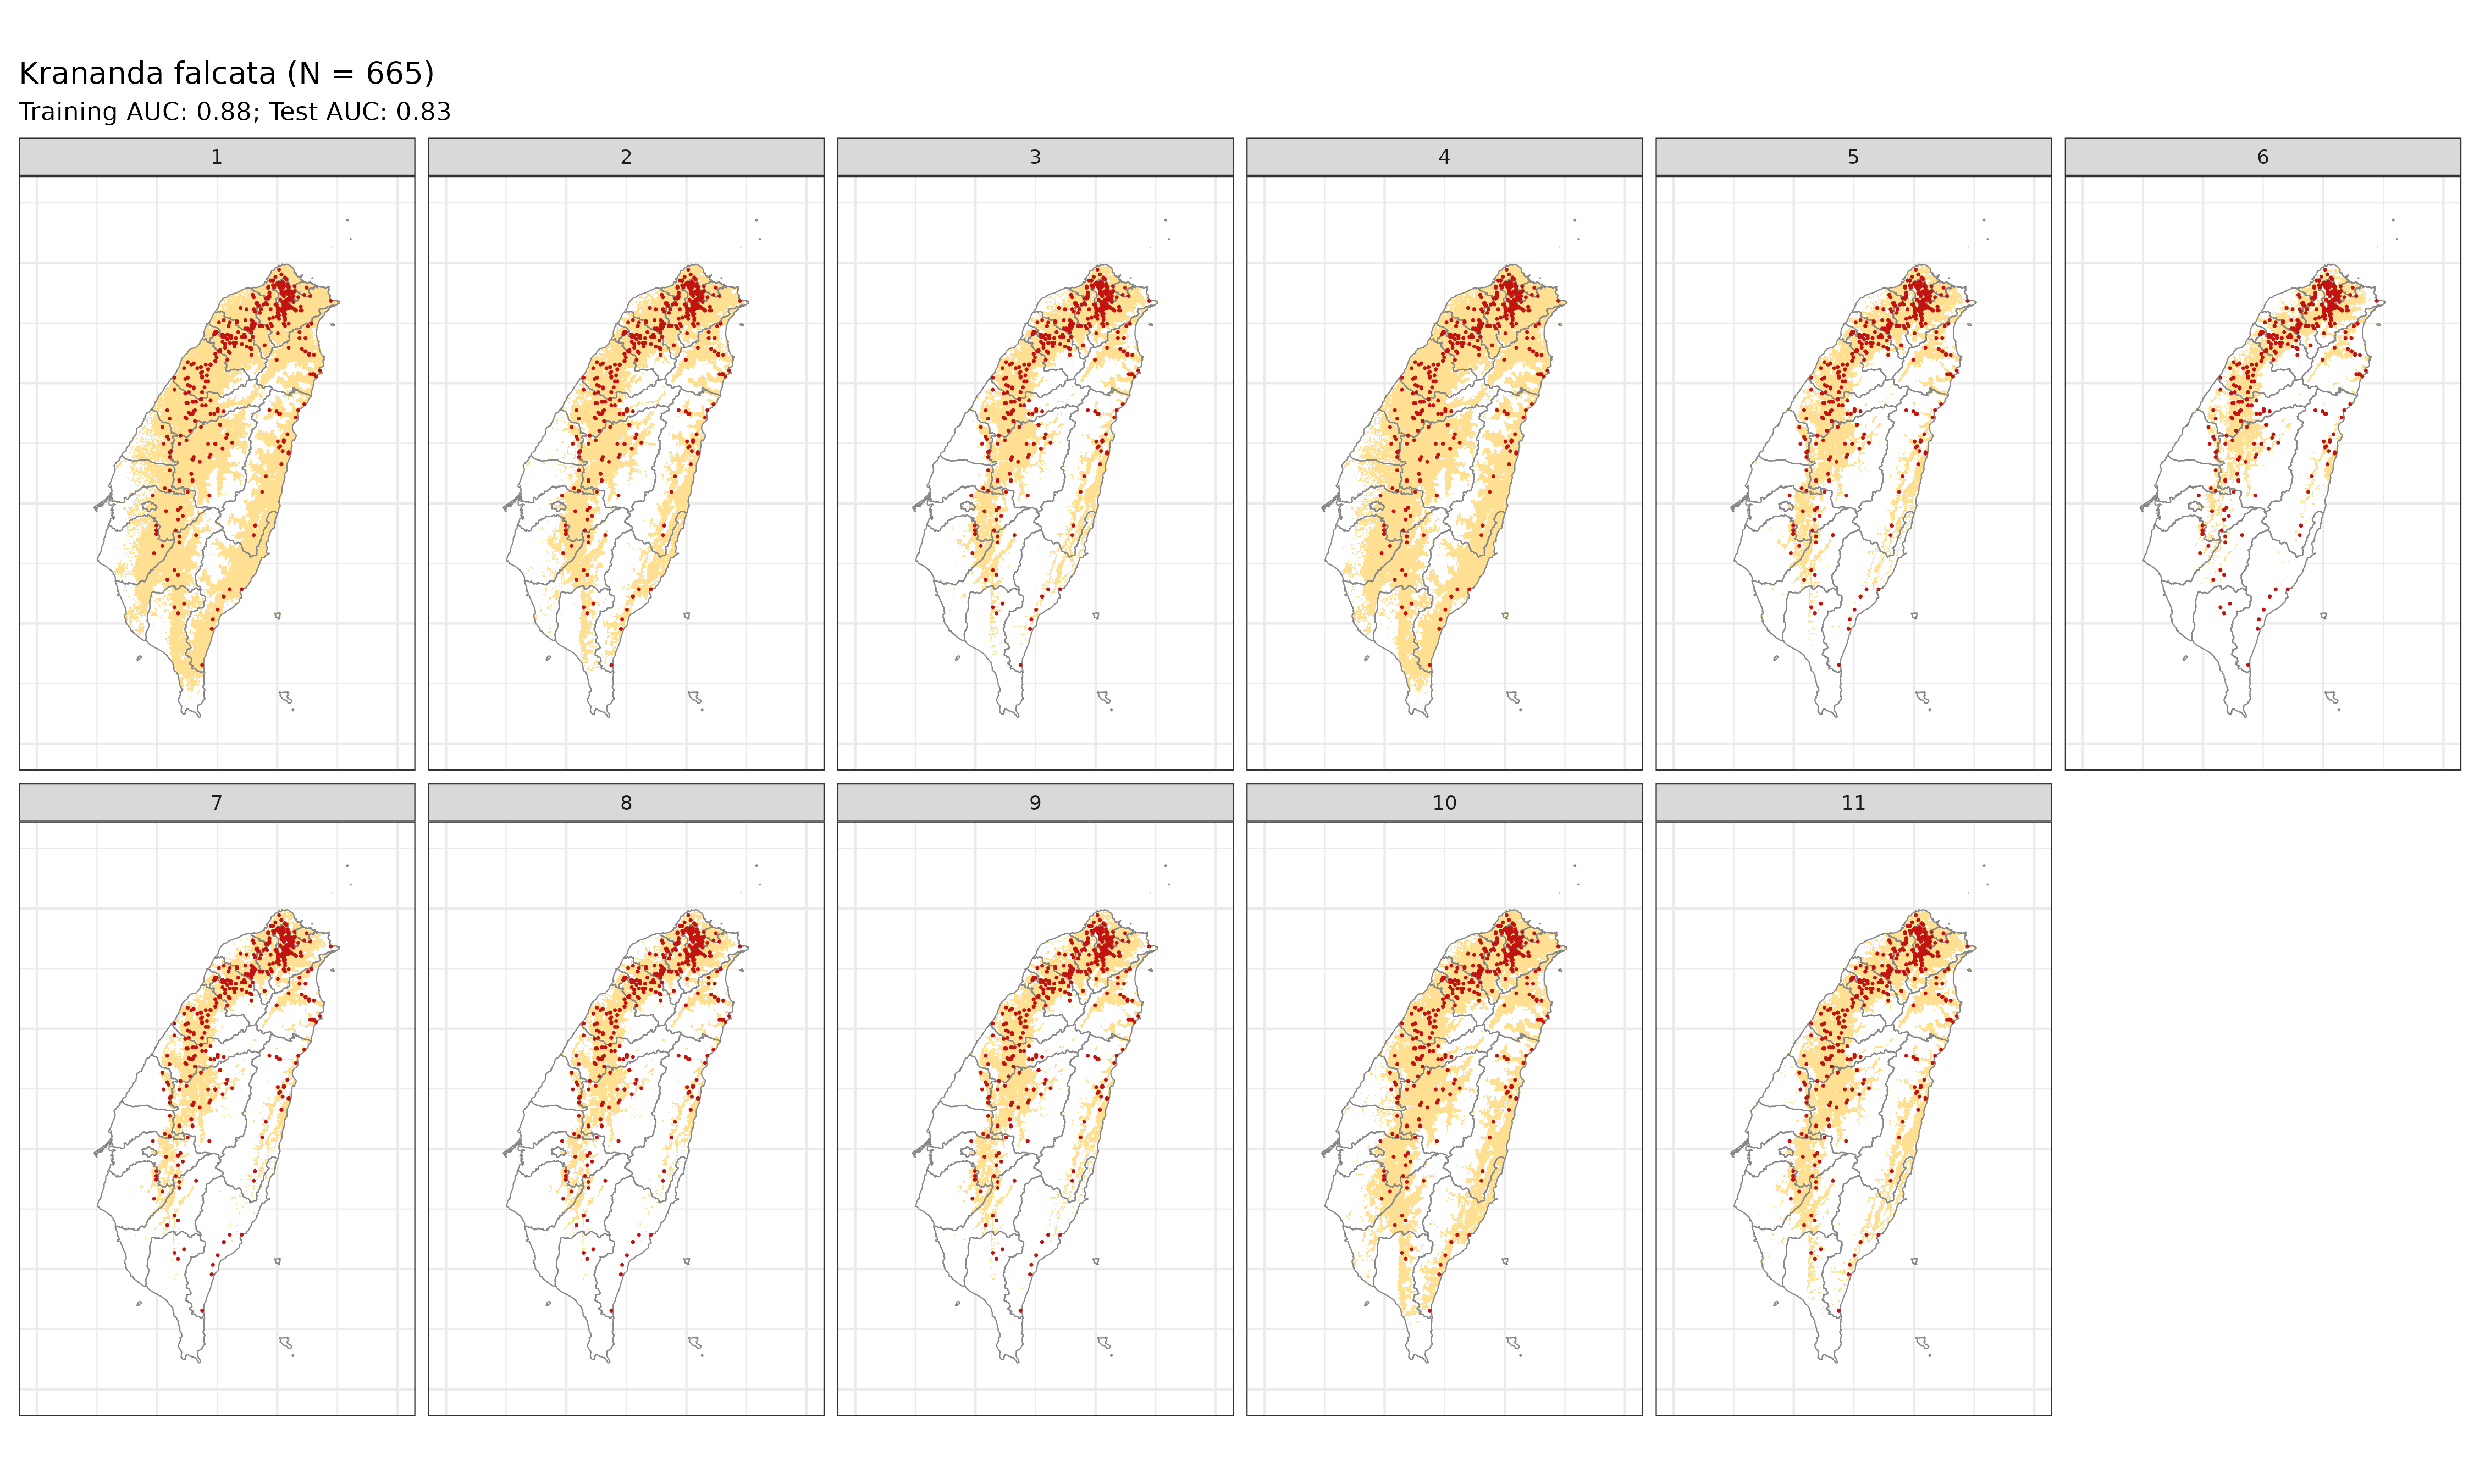 Krananda falcata (N = 665)
Training AUC: 0.88; Test AUC: 0.83
1 2 3 4 5 6
7 8 9 10 11